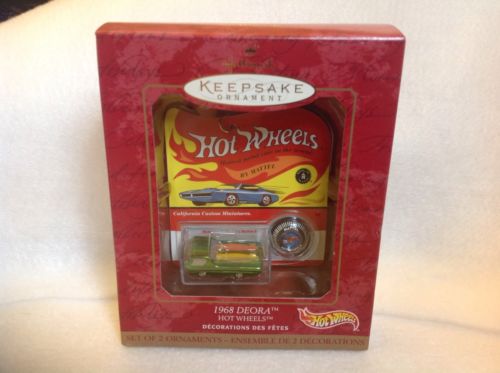 KEEPSAKE
ORNAMENT
HOT WHEELS
BY MATTEL
California Custom Miniatures.
1968 DEORA™
HOT WHEELS™
DÉCORATIONS DES FÊTES
Hot Wheels
SET OF 2 ORNAMENTS – ENSEMBLE DE 2 DÉCORATIONS